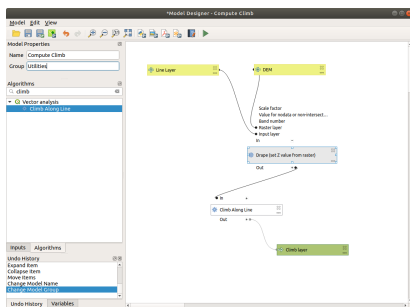 *Model Designer - Compute Climb
Model Edit View
Model Properties
Name Compute Climb
Group Utilities
Algorithms
climb
Vector analysis
Climb Along Line
Inputs Algorithms
Undo History
Expand Item
Collapse Item
Move Items
Change Model Name
Change Model Group
Undo History Variables
Line Layer
DEM
Scale factor
Value for nodata or non-intersect...
Band number
Raster layer
Input layer
In -
Drape (set Z value from raster)
Out +
In +
Climb Along Line
Out +
Climb layer